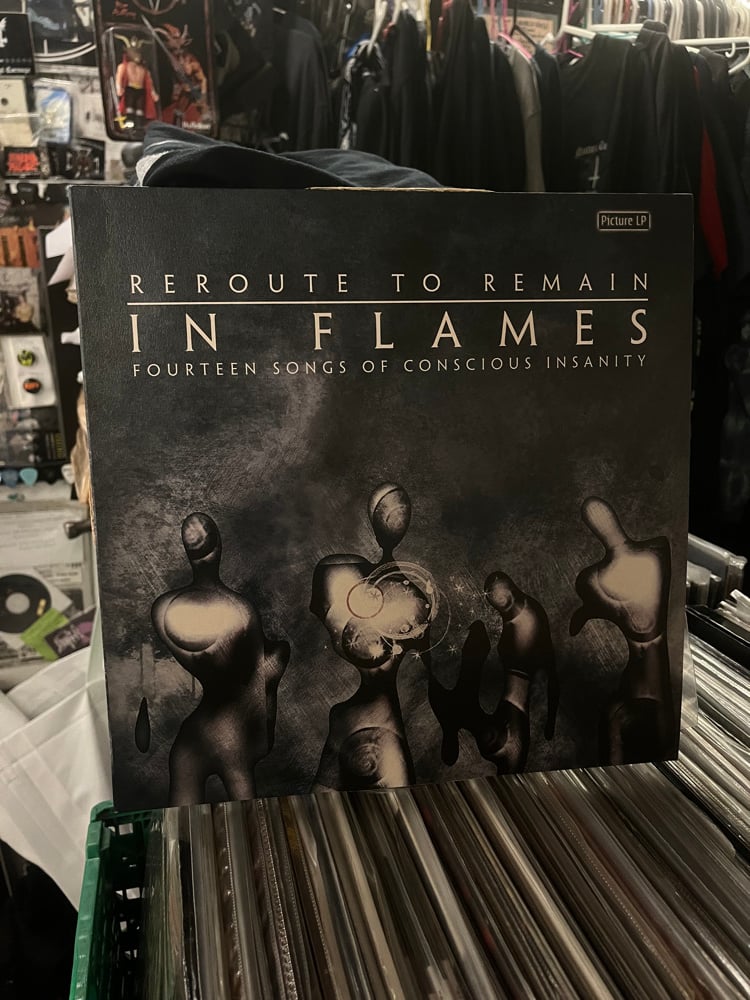 Picture LP
REROUTE TO REMAIN
IN FLAMES
FOURTEEN SONGS OF CONSCIOUS INSANITY